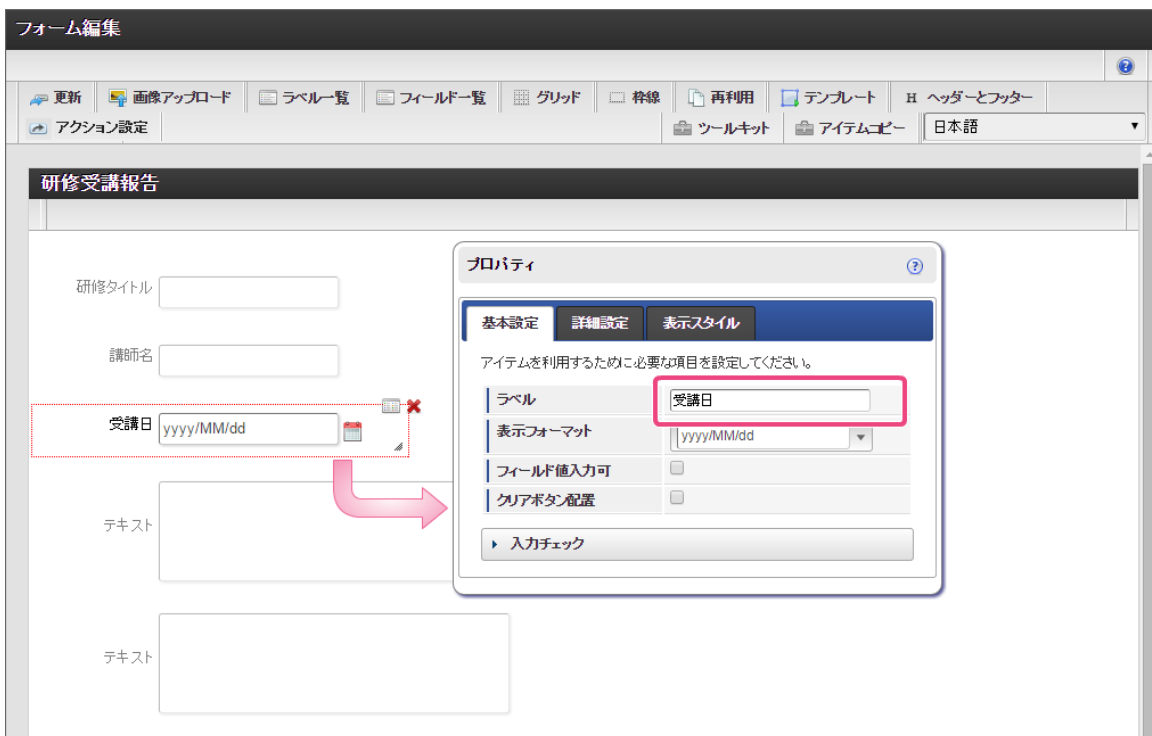 フォーム編集
更新 画像アップロード ラベル一覧 フィールド一覧 グリッド 枠線 再利用 テンプレート H ヘッダーとフッター
アクション設定 ツールキット アイテムコピー 日本語
研修受講報告
研修タイトル
講師名
受講日 yyyy/MM/dd
テキスト
テキスト
プロパティ
基本設定 詳細設定 表示スタイル
アイテムを利用するために必要な項目を設定してください。
ラベル 受講日
表示フォーマット yyyy/MM/dd
フィールド値入力可
クリアボタン配置
入力チェック